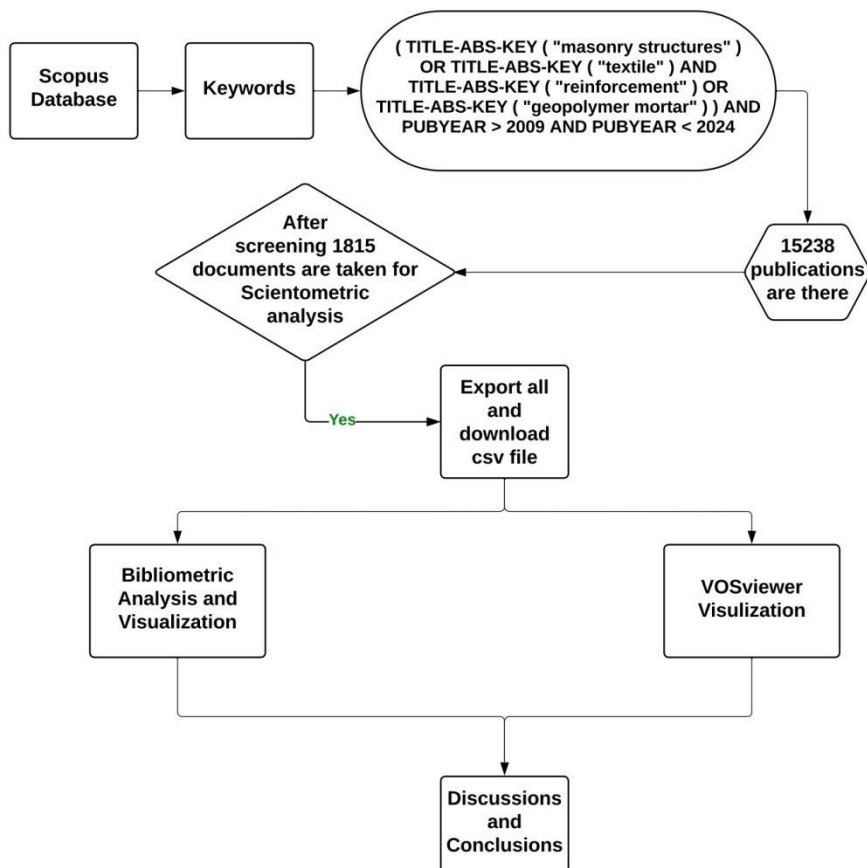 Scopus
Database
Keywords
( TITLE-ABS-KEY ( "masonry structures" )
OR TITLE-ABS-KEY ( "textile" ) AND
TITLE-ABS-KEY ( "reinforcement" ) OR
TITLE-ABS-KEY ( "geopolymer mortar" ) ) AND
PUBYEAR > 2009 AND PUBYEAR < 2024
After
screening 1815
documents are taken for
Scientometric
analysis
15238
publications
are there
Yes
Export all
and
download
csv file
Bibliometric
Analysis and
Visualization
VOSviewer
Visulization
Discussions
and
Conclusions